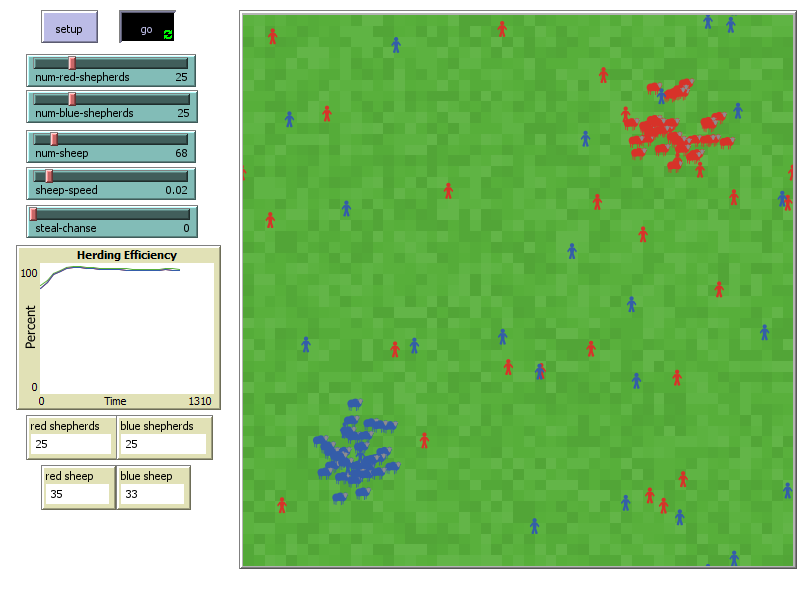 setup go
num-red-shepherds 25
num-blue-shepherds 25
num-sheep 68
sheep-speed 0.02
steal-chanse 0
Herding Efficiency
100
Percent
0
0 Time 1310
red shepherds blue shepherds
25 25
red sheep blue sheep
35 33